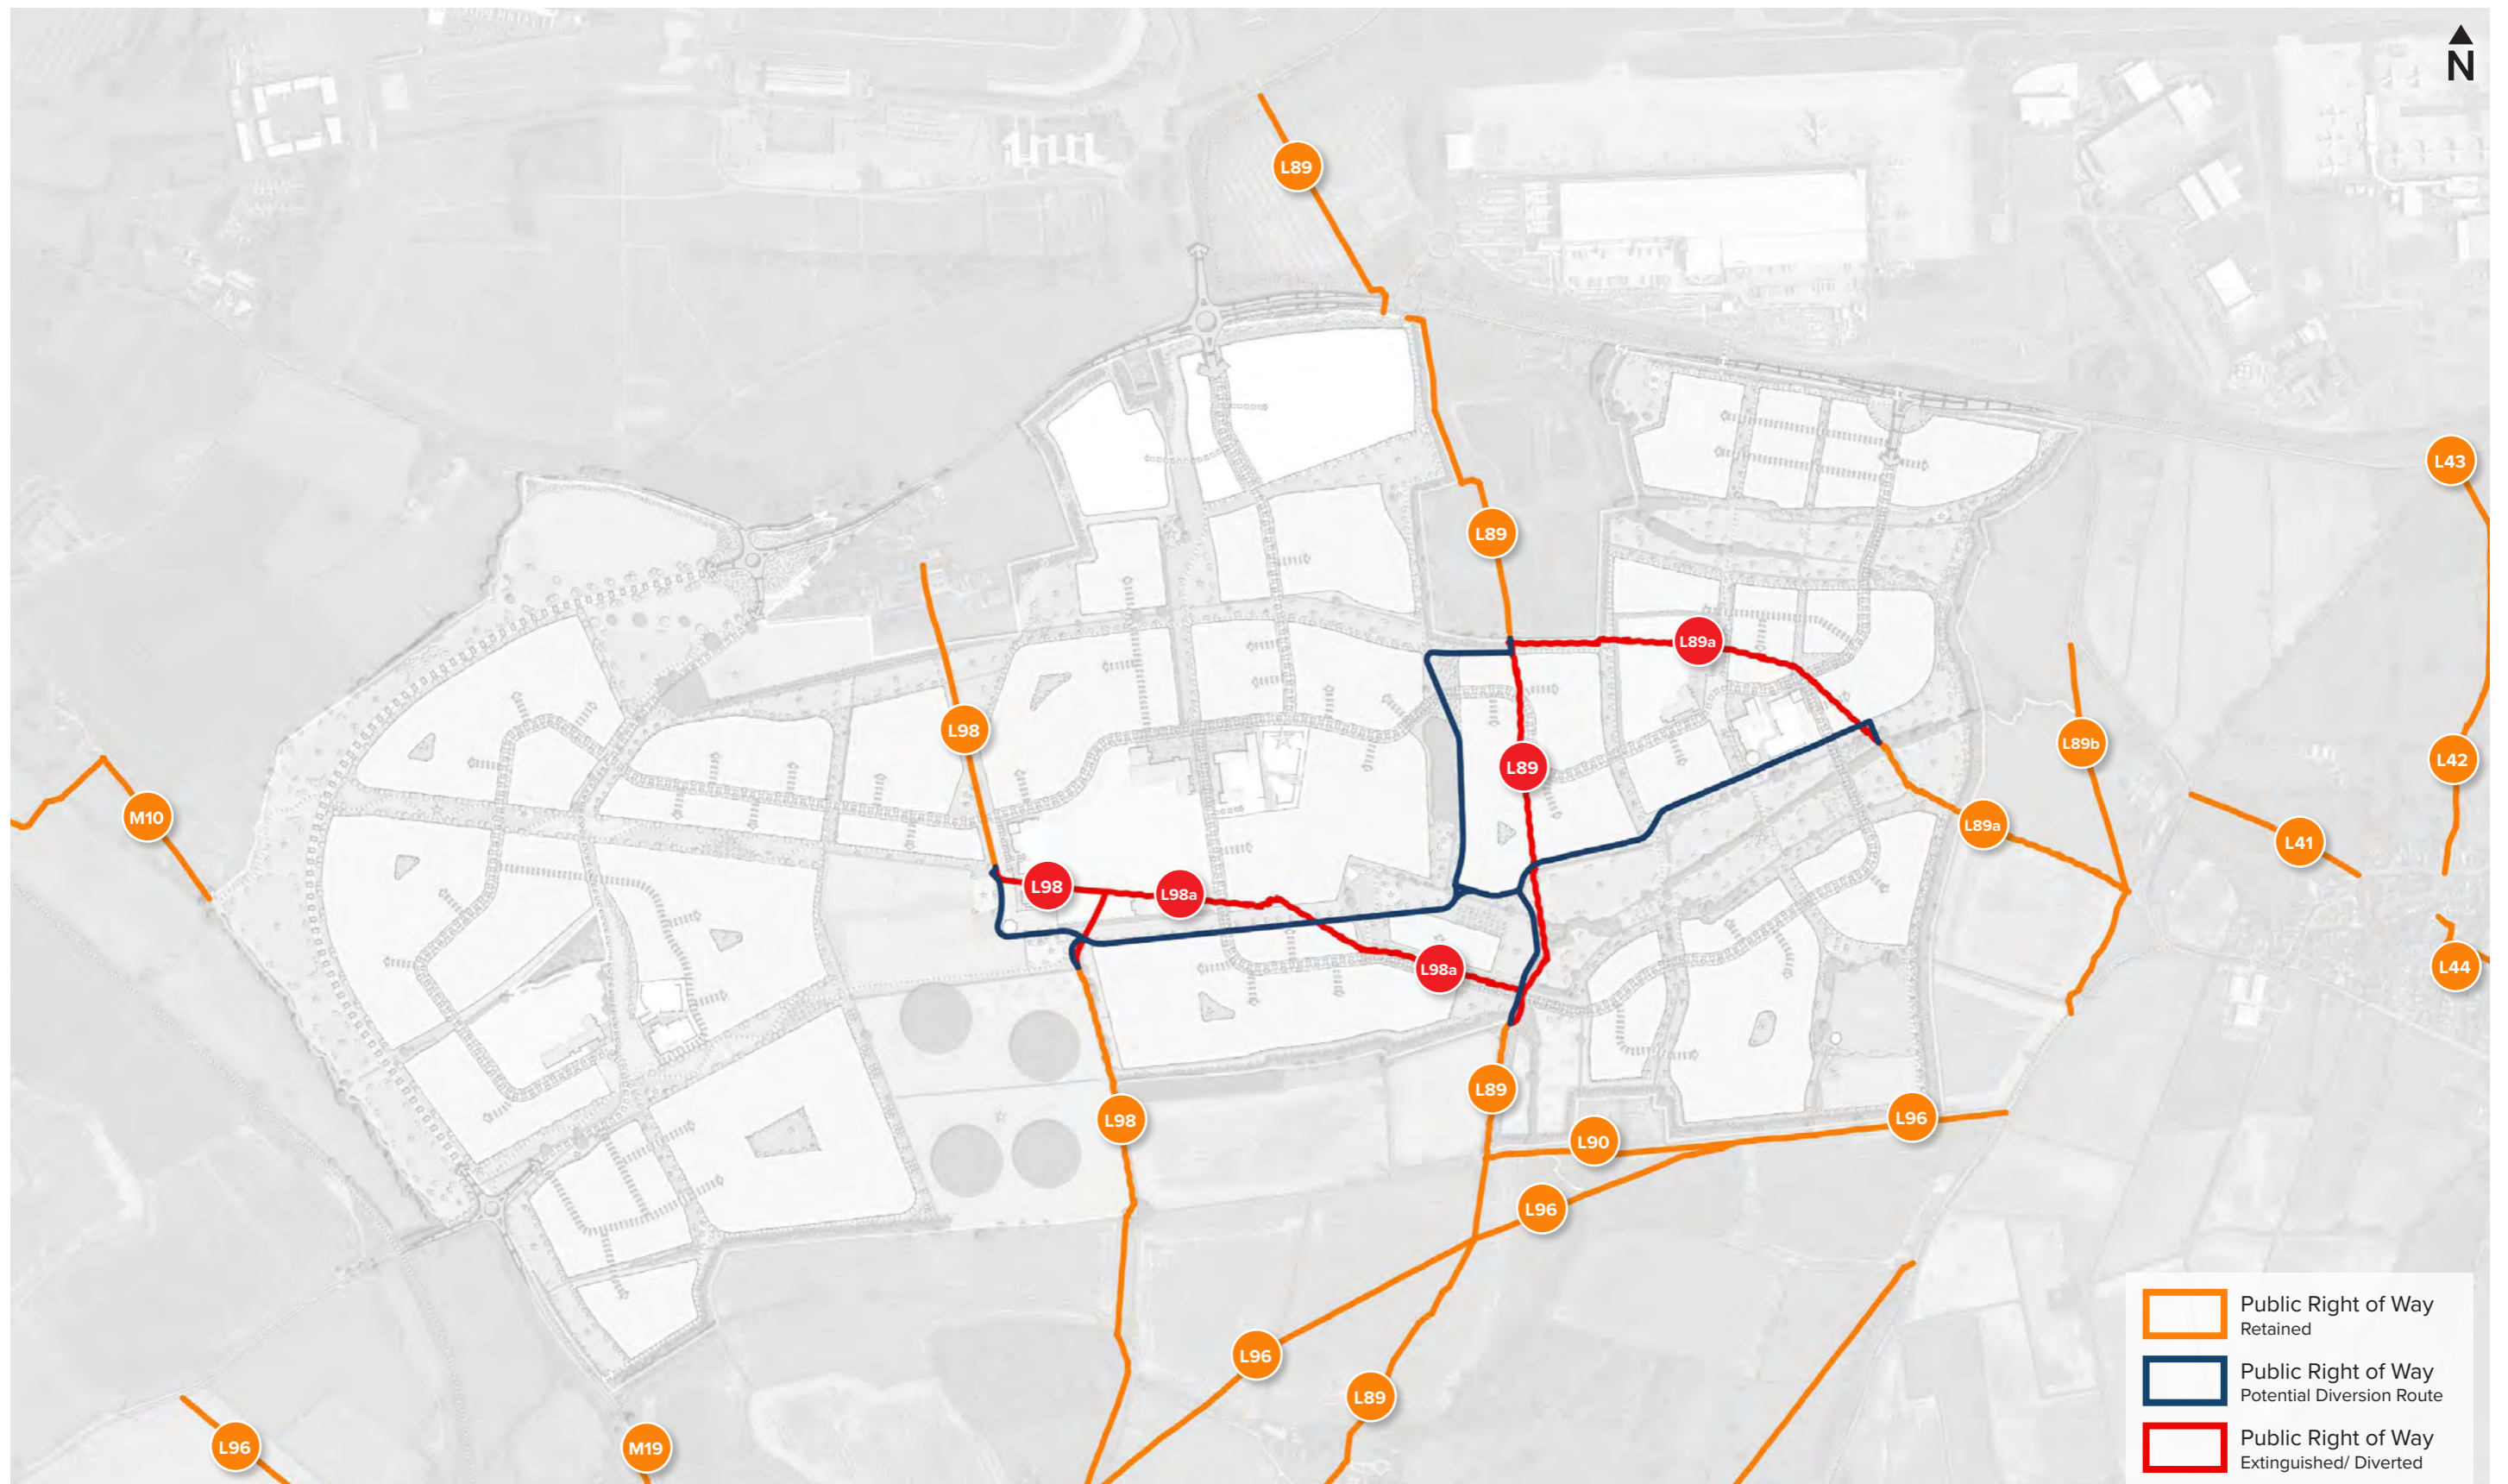 N
L89
L43
L89
L89a
L98
L89b
L42
L89
M10
L89a
L41
L98
L98a
L98a
L44
L89
L98
L96
L90
L96
L96
L89
L96
M19
Public Right of Way
Retained
Public Right of Way
Potential Diversion Route
Public Right of Way
Extinguished/ Diverted